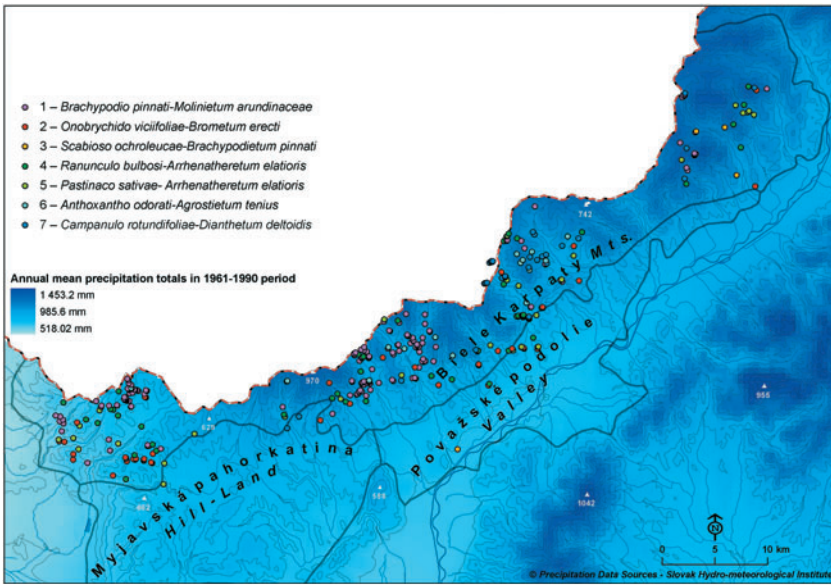 1 – Brachypodio pinnati-Molinietum arundinaceae
2 – Onobrychido viciifoliae-Brometum erecti
3 – Scabioso ochroleucae-Brachypodietum pinnati
4 – Ranunculo bulbosi-Arrhenatheretum elatioris
5 – Pastinaco sativae- Arrhenatheretum elatioris
6 – Anthoxantho odorati-Agrostietum tenius
7 – Campanulo rotundifoliae-Dianthetum deltoidis
Annual mean precipitation totals in 1961-1990 period
1 453.2 mm
985.6 mm
518.02 mm
742
Biele Karpaty Mts.
970
Považské podolie
Valley
955
Myjavská pahorkatina
Hill-Land
1042
N
0 5 10 km
© Precipitation Data Sources - Slovak Hydro-meteorological Institute